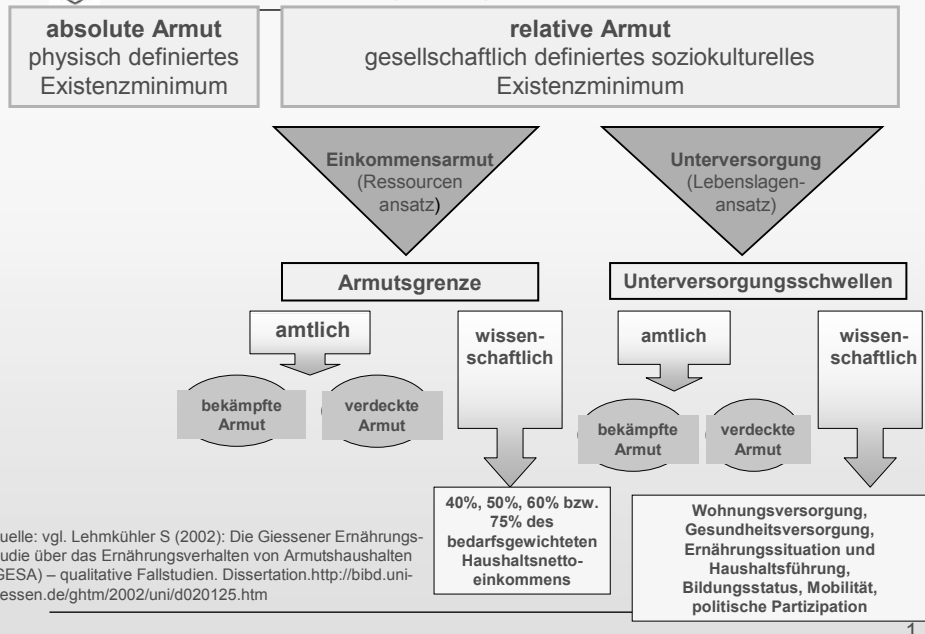 absolute Armut
physisch definiertes
Existenzminimum
relative Armut
gesellschaftlich definiertes soziokulturelles
Existenzminimum
Einkommensarmut
(Ressourcen
ansatz)
Unterversorgung
(Lebenslagen-
ansatz)
Armutsgrenze
Unterversorgungsschwellen
amtlich
wissen-
schaftlich
amtlich
wissen-
schaftlich
bekämpfte
Armut
verdeckte
Armut
bekämpfte
Armut
verdeckte
Armut
40%, 50%, 60% bzw.
75% des
bedarfsgewichteten
Haushaltsnetto-
einkommens
Wohnungsversorgung,
Gesundheitsversorgung,
Ernährungssituation und
Haushaltsführung,
Bildungsstatus, Mobilität,
politische Partizipation
uelle: vgl. Lehmkühler S (2002): Die Giessener Ernährungs-
udie über das Ernährungsverhalten von Armutshaushalten
GESA) – qualitative Fallstudien. Dissertation.http://bibd.uni-
essen.de/ghtm/2002/uni/d020125.htm
1